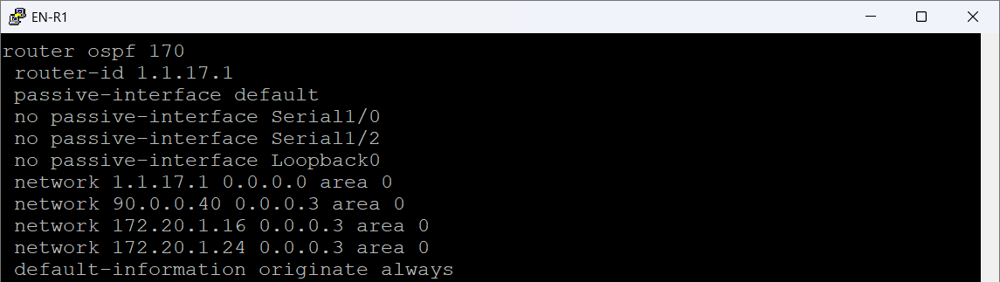 EN-R1
router ospf 170
router-id 1.1.17.1
passive-interface default
no passive-interface Serial1/0
no passive-interface Serial1/2
no passive-interface Loopback0
network 1.1.17.1 0.0.0.0 area 0
network 90.0.0.40 0.0.0.3 area 0
network 172.20.1.16 0.0.0.3 area 0
network 172.20.1.24 0.0.0.3 area 0
default-information originate always